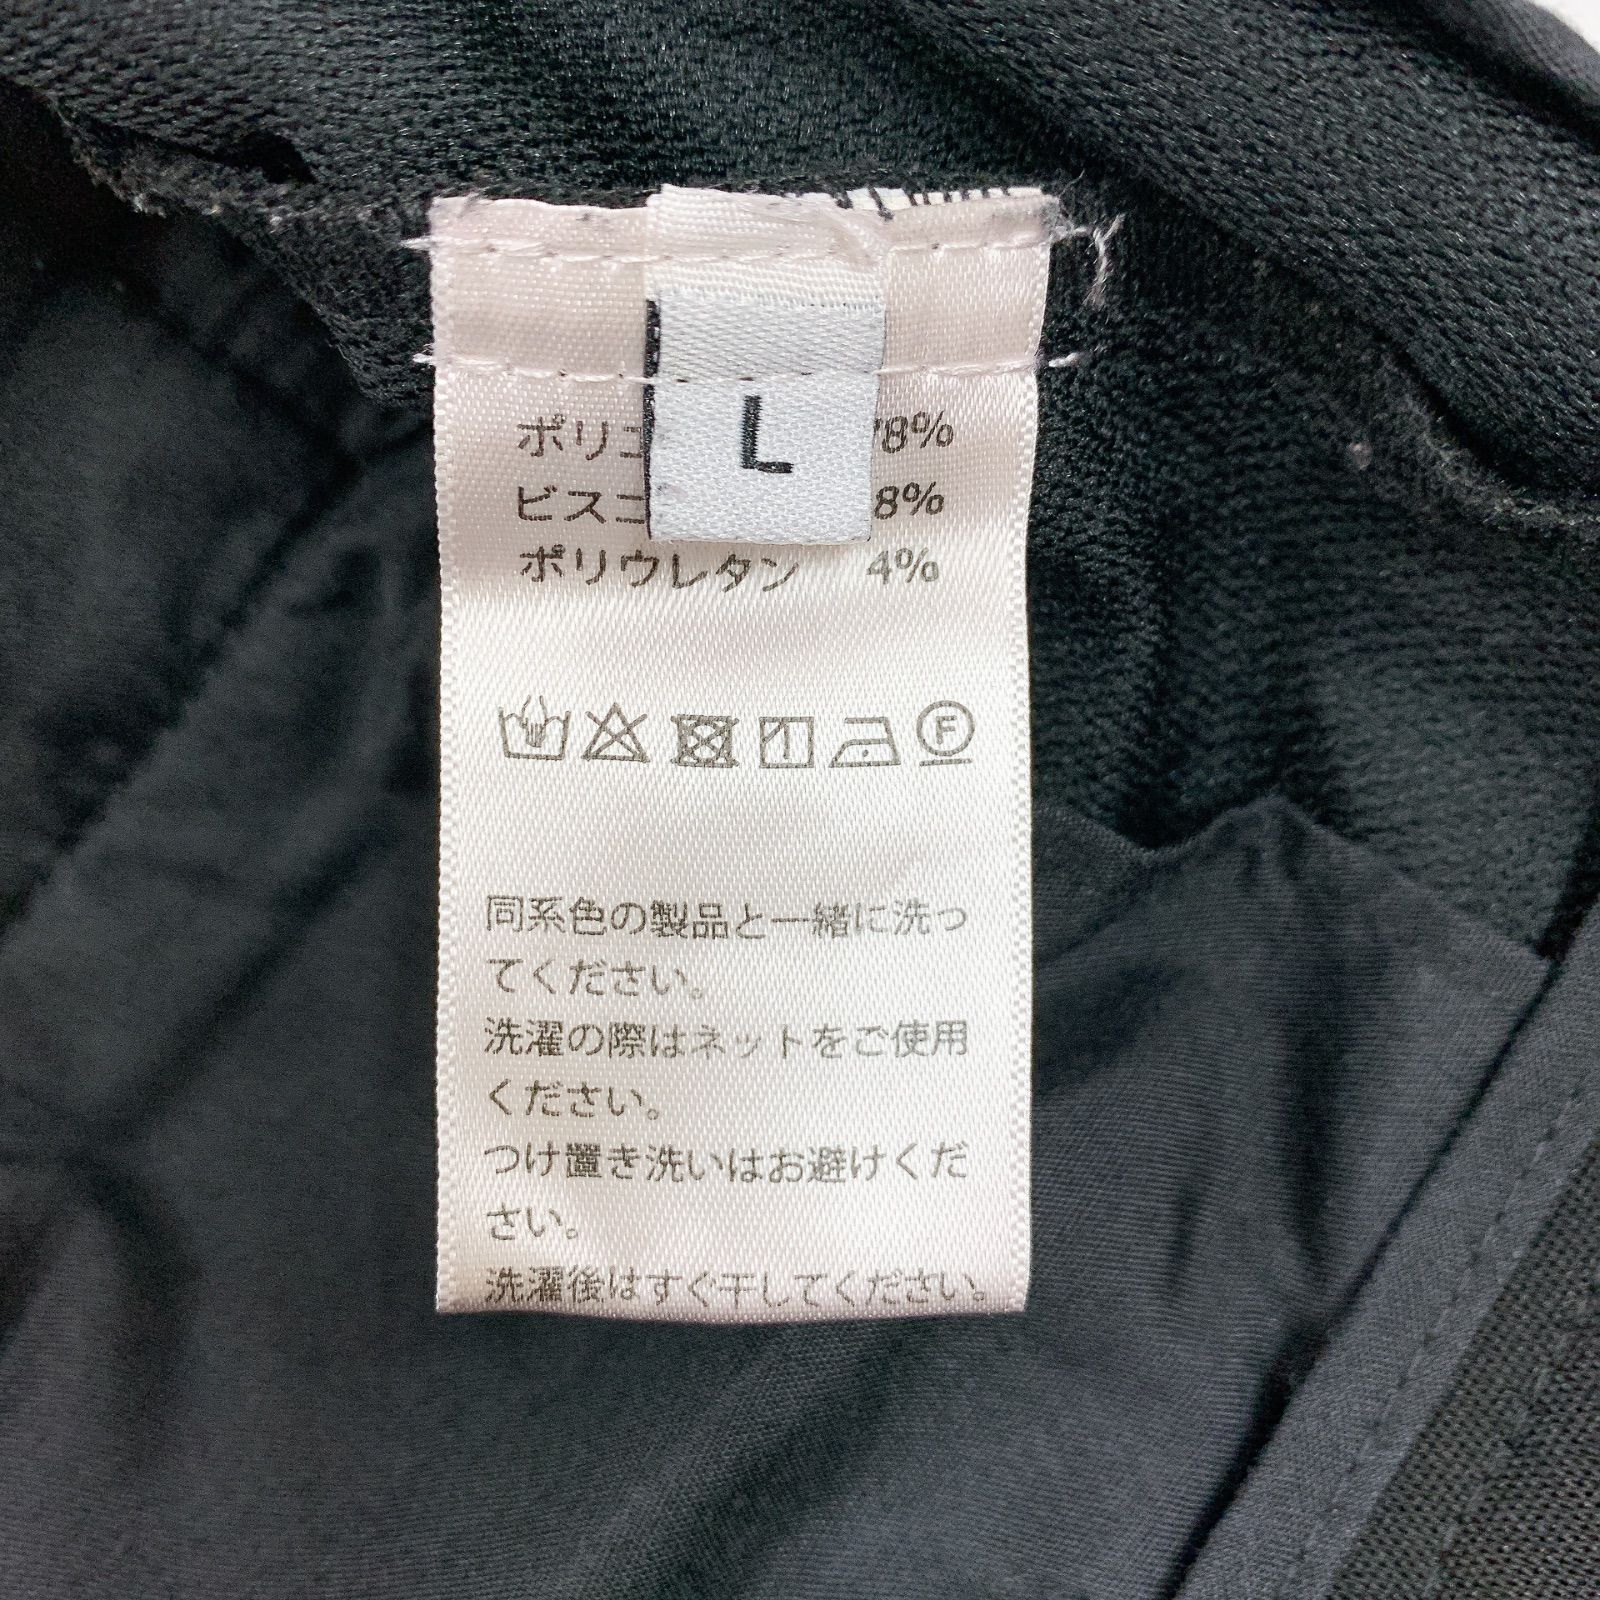 L
ポリ 78%
ビスコ 8%
ポリウレタン 4%
F
同系色の製品と一緒に洗っ
てください。
洗濯の際はネットをご使用
ください。
つけ置き洗いはお避けくだ
さい。
洗濯後はすぐ干してください。